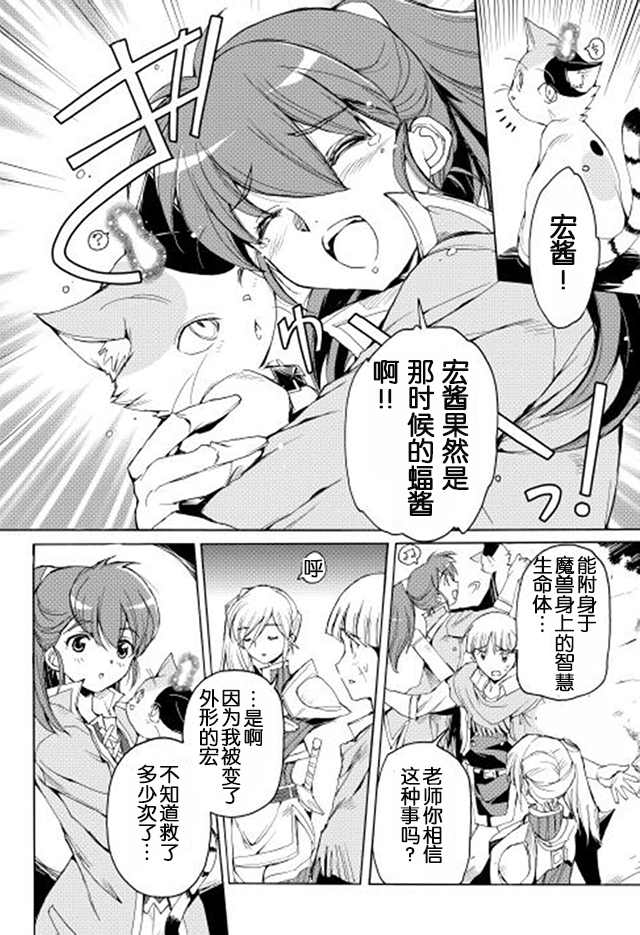 宏酱！
ギュッ！
宏酱果然是
那时候的蝠酱
啊!!
能附身于
魔兽身上的智慧
生命体…
老师你相信
这种事吗？
呼
…是啊
因为我被变了
外形的宏
不知道救了
多少次了…